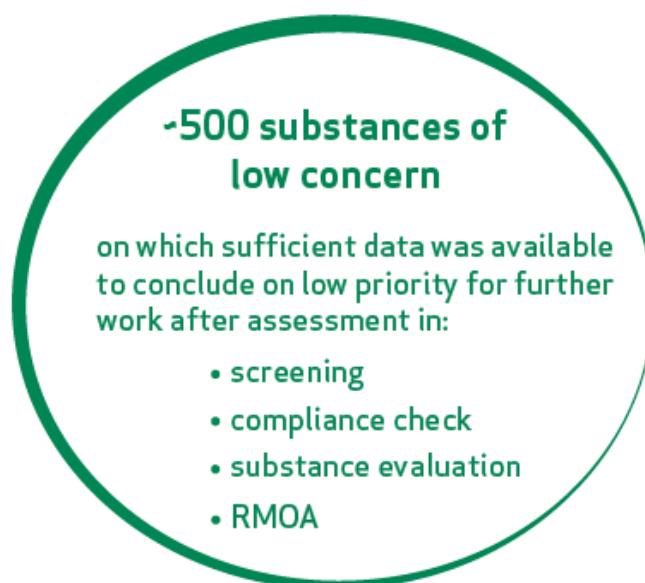 ~500 substances of
low concern
on which sufficient data was available
to conclude on low priority for further
work after assessment in:
• screening
• compliance check
• substance evaluation
• RMOA